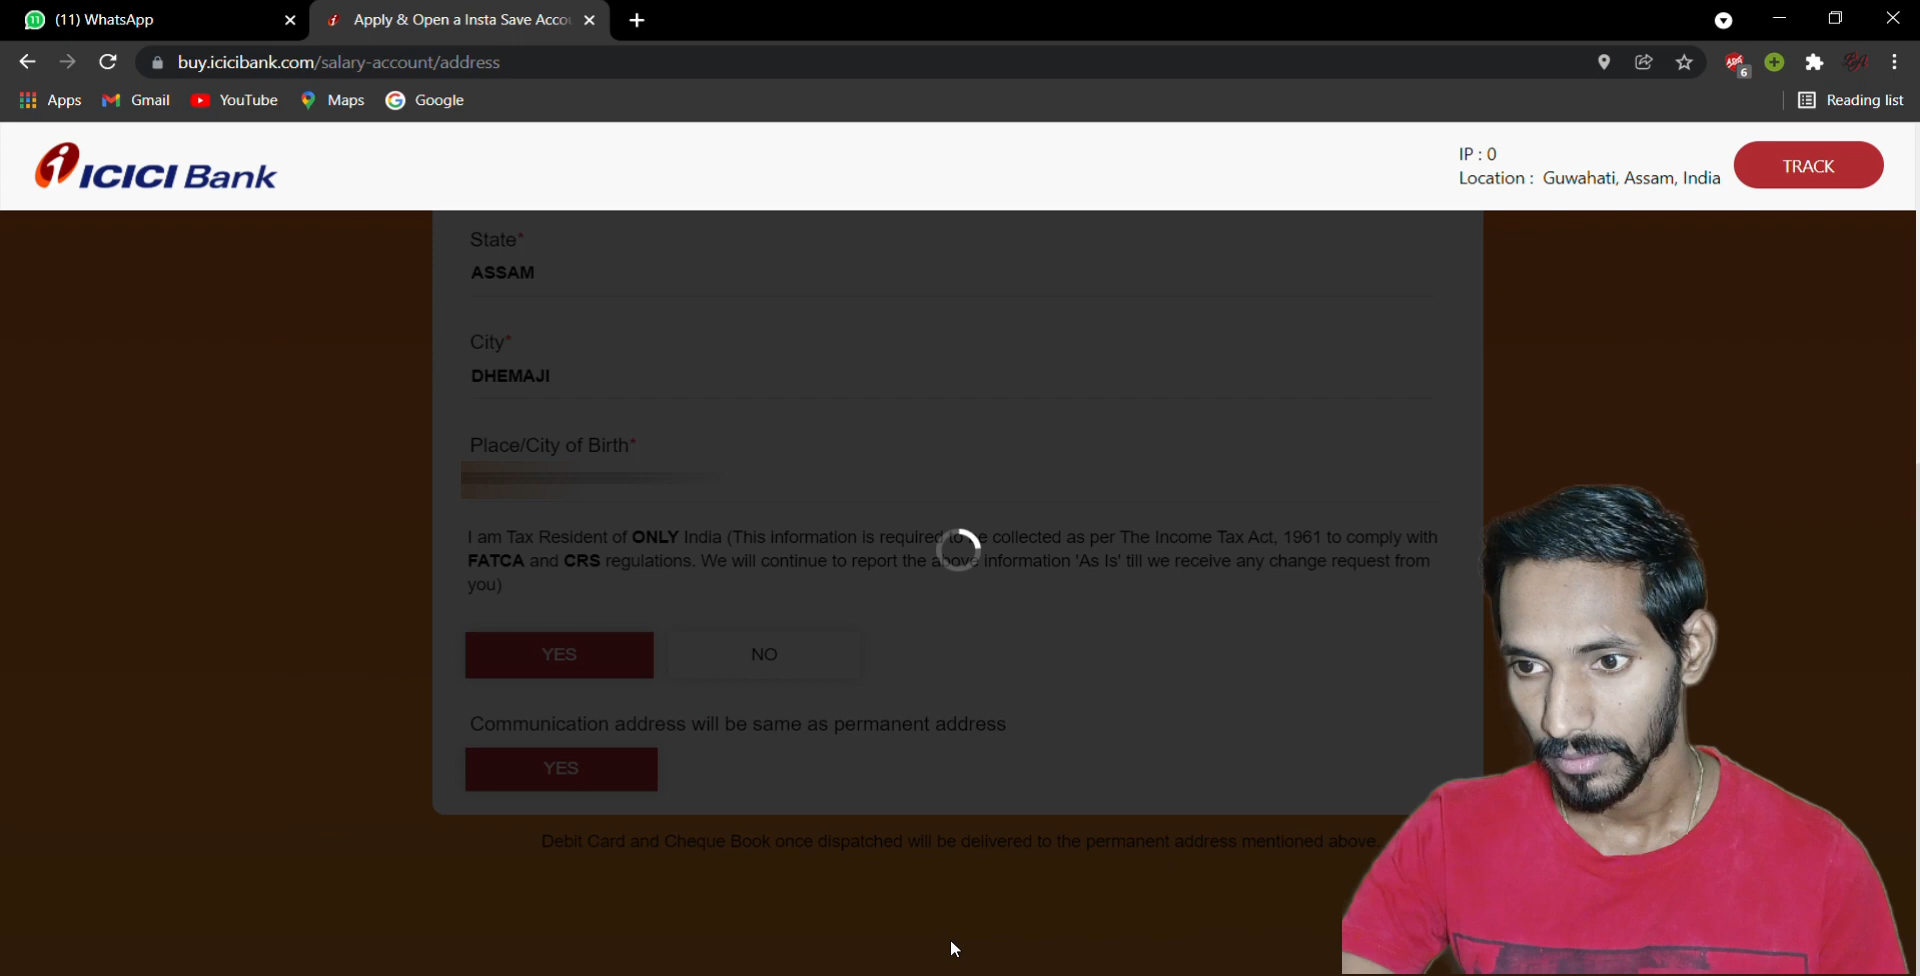 (11) WhatsApp
Apply & Open a Insta Save Acco
buy.icicibank.com/salary-account/address
6
Apps
Gmail
YouTube
Maps
Google
Reading list
ICICI Bank
IP : 0
Location : Guwahati, Assam, India
TRACK
State*
ASSAM
City*
DHEMAJI
Place/City of Birth*
I am Tax Resident of ONLY India (This information is required to be collected as per The Income Tax Act, 1961 to comply with
FATCA and CRS regulations. We will continue to report the above information 'As Is' till we receive any change request from
you)
YES
NO
Communication address will be same as permanent address
YES
Debit Card and Cheque Book once dispatched will be delivered to the permanent address mentioned above.